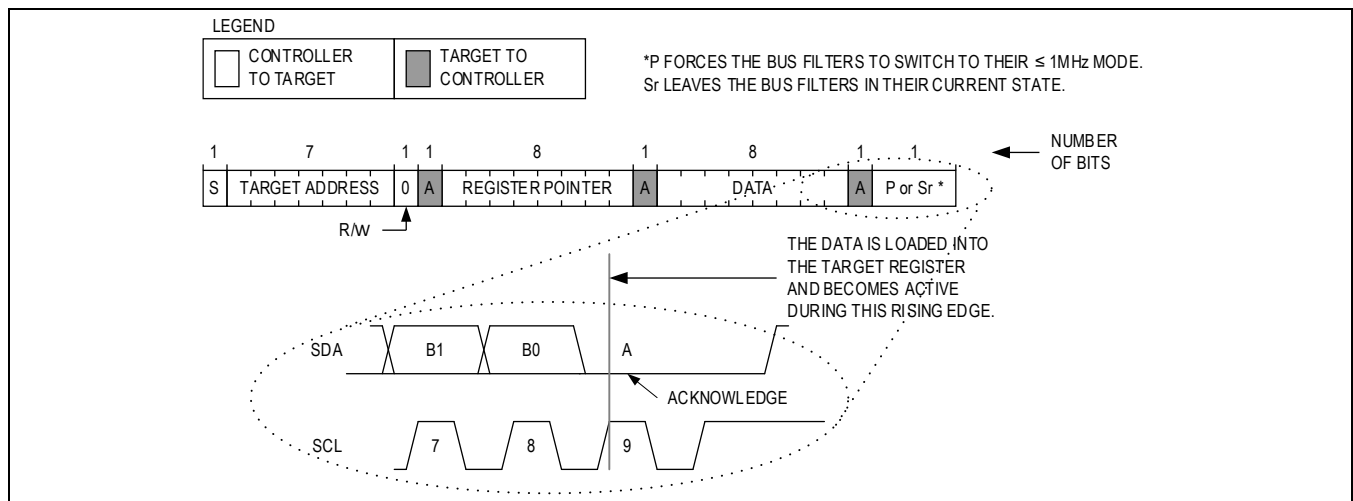 LEGEND
CONTROLLER
TO TARGET
TARGET TO
CONTROLLER
*P FORCES THE BUS FILTERS TO SWITCH TO THEIR ≤ 1MHz MODE.
Sr LEAVES THE BUS FILTERS IN THEIR CURRENT STATE.
1 7 1 1 8 1 8 1 1
NUMBER
OF BITS
S TARGET ADDRESS 0 A REGISTER POINTER A DATA A P or Sr *
R/W
THE DATA IS LOADED INTO
THE TARGET REGISTER
AND BECOMES ACTIVE
DURING THIS RISING EDGE.
SDA B1 B0 A
ACKNOWLEDGE
SCL 7 8 9